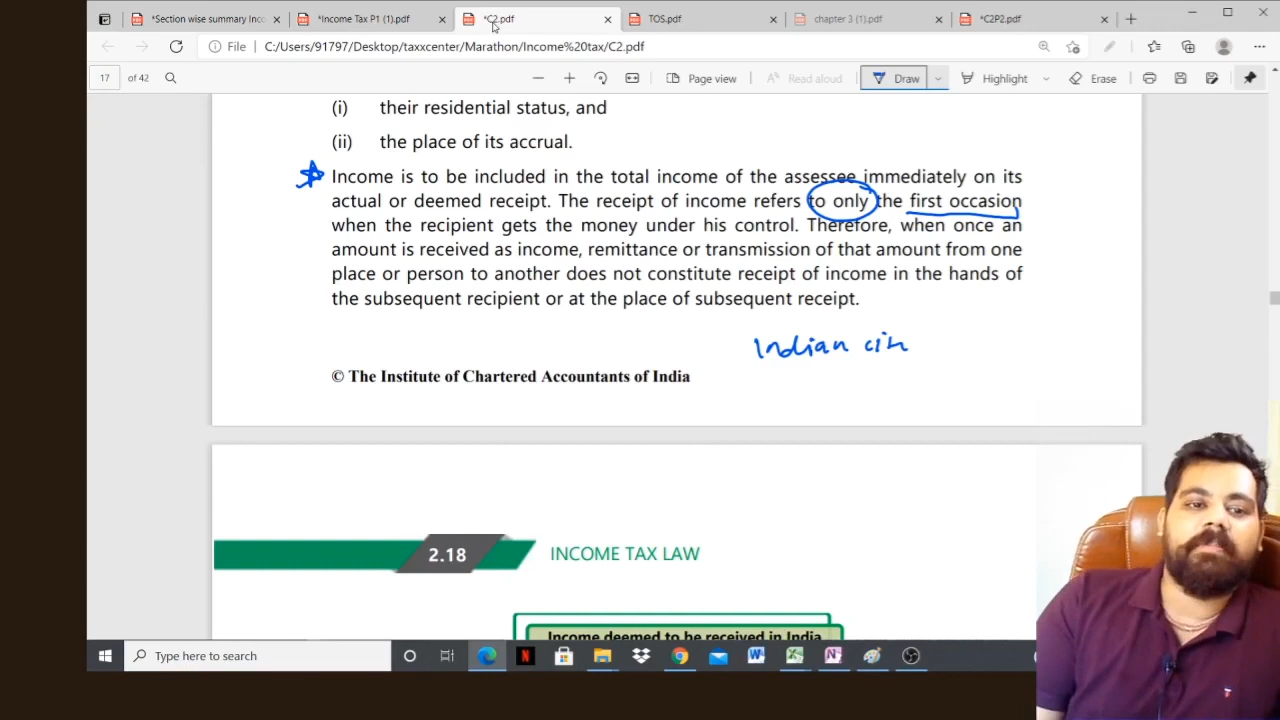 *Section wise summary Inco
*Income Tax P1 (1).pdf
*C2.pdf
TOS.pdf
chapter 3 (1).pdf
*C2P2.pdf
File
C:/Users/91797/Desktop/taxxcenter/Marathon/Income%20tax/C2.pdf
17 of 42
Page view
Read aloud
Draw
Highlight
Erase
(i) their residential status, and
(ii) the place of its accrual.
Income is to be included in the total income of the assessee immediately on its
actual or deemed receipt. The receipt of income refers to only the first occasion
when the recipient gets the money under his control. Therefore, when once an
amount is received as income, remittance or transmission of that amount from one
place or person to another does not constitute receipt of income in the hands of
the subsequent recipient or at the place of subsequent receipt.
Indian
© The Institute of Chartered Accountants of India
2.18 INCOME TAX LAW
Income deemed to be received in India
Type here to search